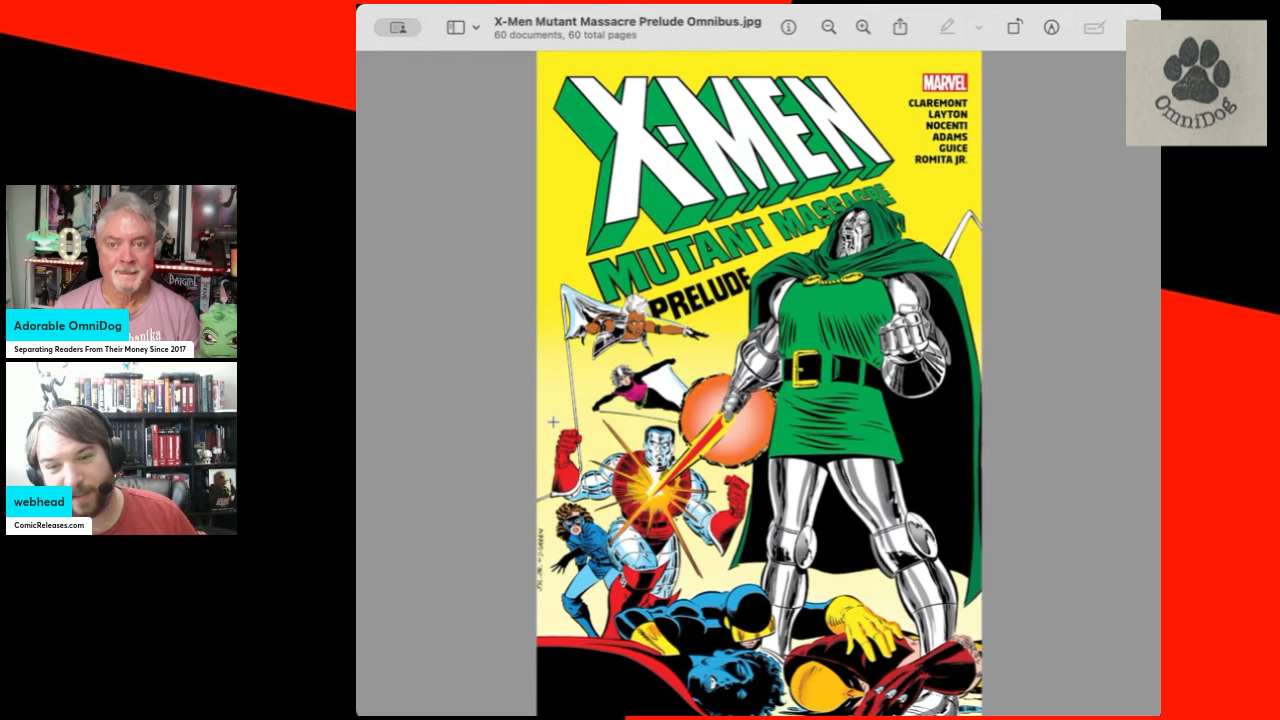 X-Men Mutant Massacre Prelude Omnibus.jpg
60 documents, 60 total pages
OmniDog
X-MEN
MUTANT MASSACRE
PRELUDE
MARVEL
CLAREMONT
LAYTON
NOCENTI
ADAMS
GUICE
ROMITA JR.
BATGIRL
Adorable OmniDog
Separating Readers From Their Money Since 2017
webhead
ComicReleases.com